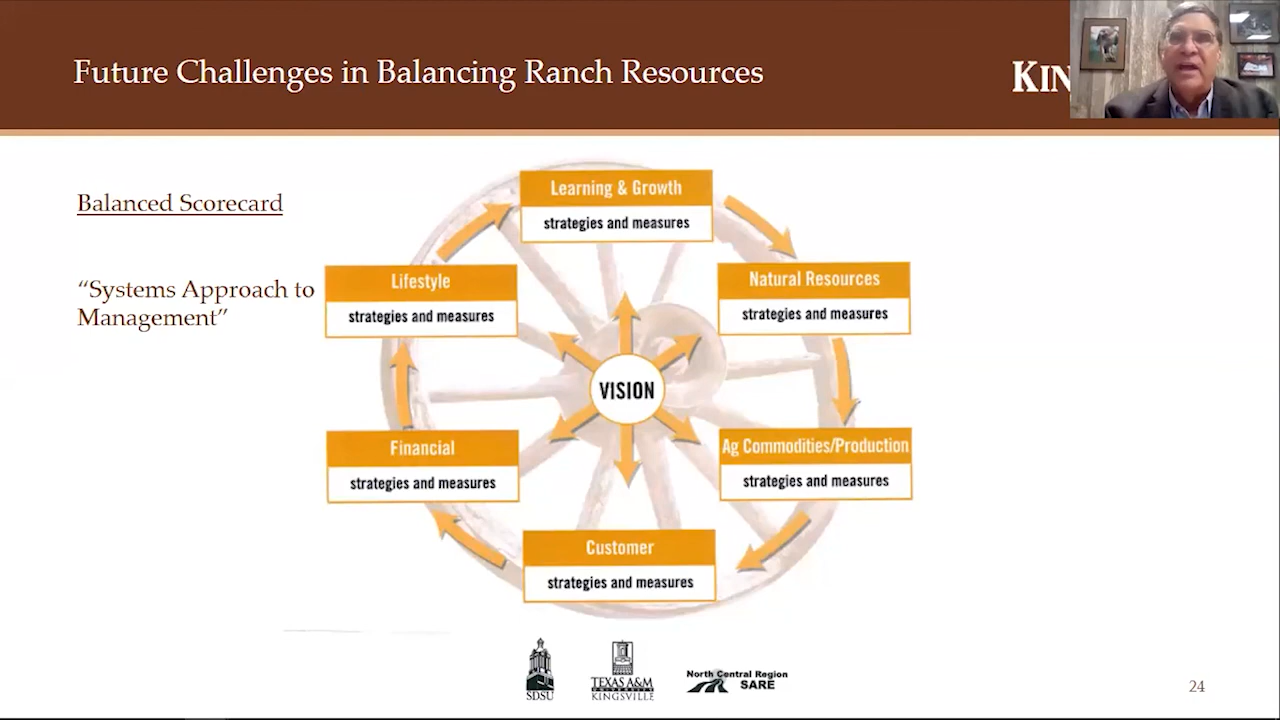 Future Challenges in Balancing Ranch Resources
Balanced Scorecard
“Systems Approach to
Management”
Learning & Growth
strategies and measures
Natural Resources
strategies and measures
Ag Commodities/Production
strategies and measures
Customer
strategies and measures
Financial
strategies and measures
Lifestyle
strategies and measures
VISION
SDSU
TEXAS A&M
UNIVERSITY
KINGSVILLE
North Central Region
SARE
24